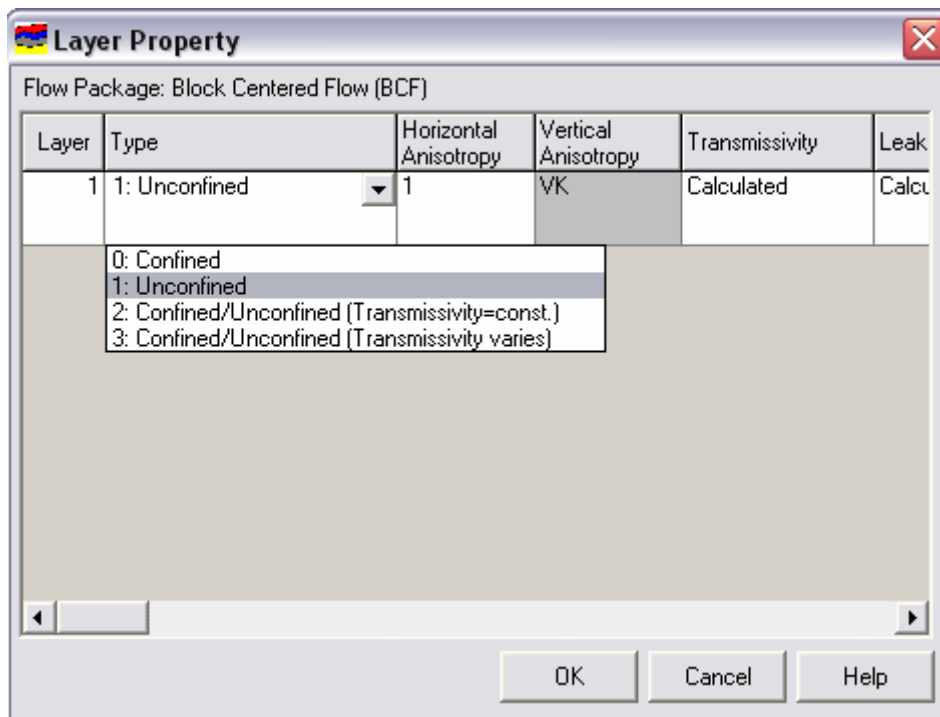 Layer Property
Flow Package: Block Centered Flow (BCF)
Layer Type Horizontal Anisotropy Vertical Anisotropy Transmissivity Leak
1 1: Unconfined 1 VK Calculated Calcu
0: Confined
1: Unconfined
2: Confined/Unconfined (Transmissivity=const.)
3: Confined/Unconfined (Transmissivity varies)
OK Cancel Help